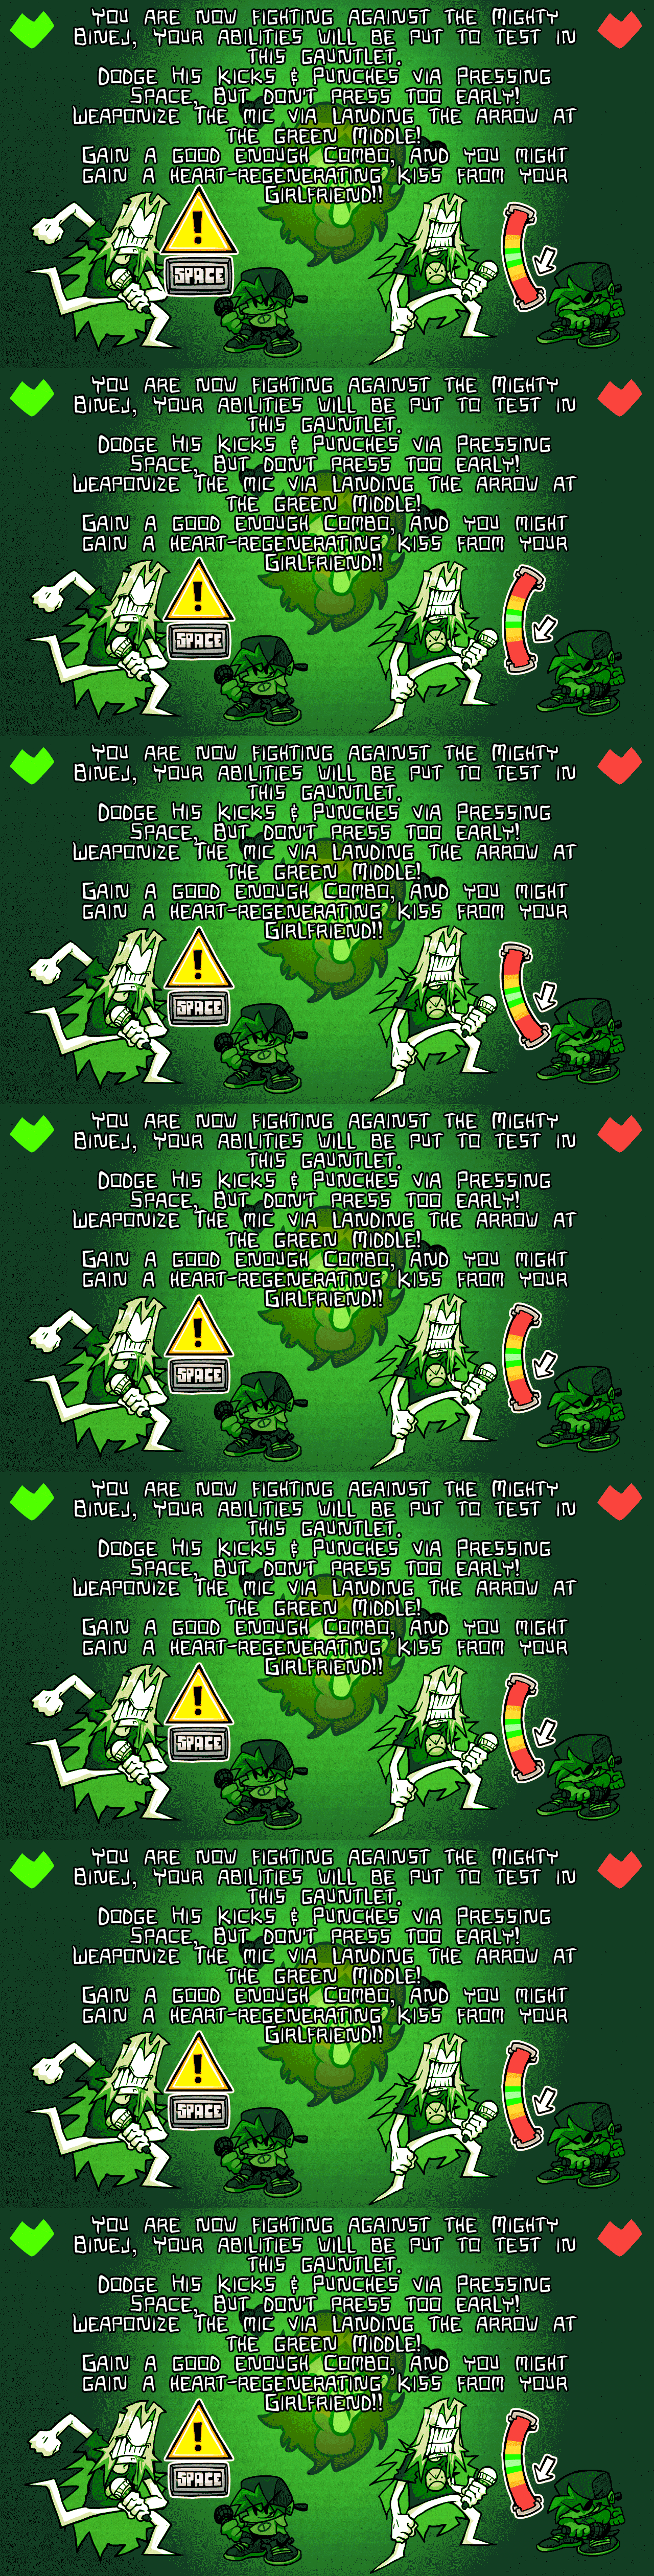 You are now fighting against the Mighty
Binej, Your abilities will be put to test in
this gauntlet.
Dodge His Kicks & Punches via Pressing
Space, But don't press too early!
Weaponize The mic via landing the arrow at
the green Middle!
Gain a good enough Combo, and you might
gain a heart-regenerating kiss from your
Girlfriend!!
!
SPACE
You are now fighting against the Mighty
Binej, Your abilities will be put to test in
this gauntlet.
Dodge His Kicks & Punches via Pressing
Space, But don't press too early!
Weaponize The mic via landing the arrow at
the green Middle!
Gain a good enough Combo, and you might
gain a heart-regenerating kiss from your
Girlfriend!!
!
SPACE
You are now fighting against the Mighty
Binej, Your abilities will be put to test in
this gauntlet.
Dodge His Kicks & Punches via Pressing
Space, But don't press too early!
Weaponize The mic via landing the arrow at
the green Middle!
Gain a good enough Combo, and you might
gain a heart-regenerating kiss from your
Girlfriend!!
!
SPACE
You are now fighting against the Mighty
Binej, Your abilities will be put to test in
this gauntlet.
Dodge His Kicks & Punches via Pressing
Space, But don't press too early!
Weaponize The mic via landing the arrow at
the green Middle!
Gain a good enough Combo, and you might
gain a heart-regenerating kiss from your
Girlfriend!!
!
SPACE
You are now fighting against the Mighty
Binej, Your abilities will be put to test in
this gauntlet.
Dodge His Kicks & Punches via Pressing
Space, But don't press too early!
Weaponize The mic via landing the arrow at
the green Middle!
Gain a good enough Combo, and you might
gain a heart-regenerating kiss from your
Girlfriend!!
!
SPACE
You are now fighting against the Mighty
Binej, Your abilities will be put to test in
this gauntlet.
Dodge His Kicks & Punches via Pressing
Space, But don't press too early!
Weaponize The mic via landing the arrow at
the green Middle!
Gain a good enough Combo, and you might
gain a heart-regenerating kiss from your
Girlfriend!!
!
SPACE
You are now fighting against the Mighty
Binej, Your abilities will be put to test in
this gauntlet.
Dodge His Kicks & Punches via Pressing
Space, But don't press too early!
Weaponize The mic via landing the arrow at
the green Middle!
Gain a good enough Combo, and you might
gain a heart-regenerating kiss from your
Girlfriend!!
!
SPACE